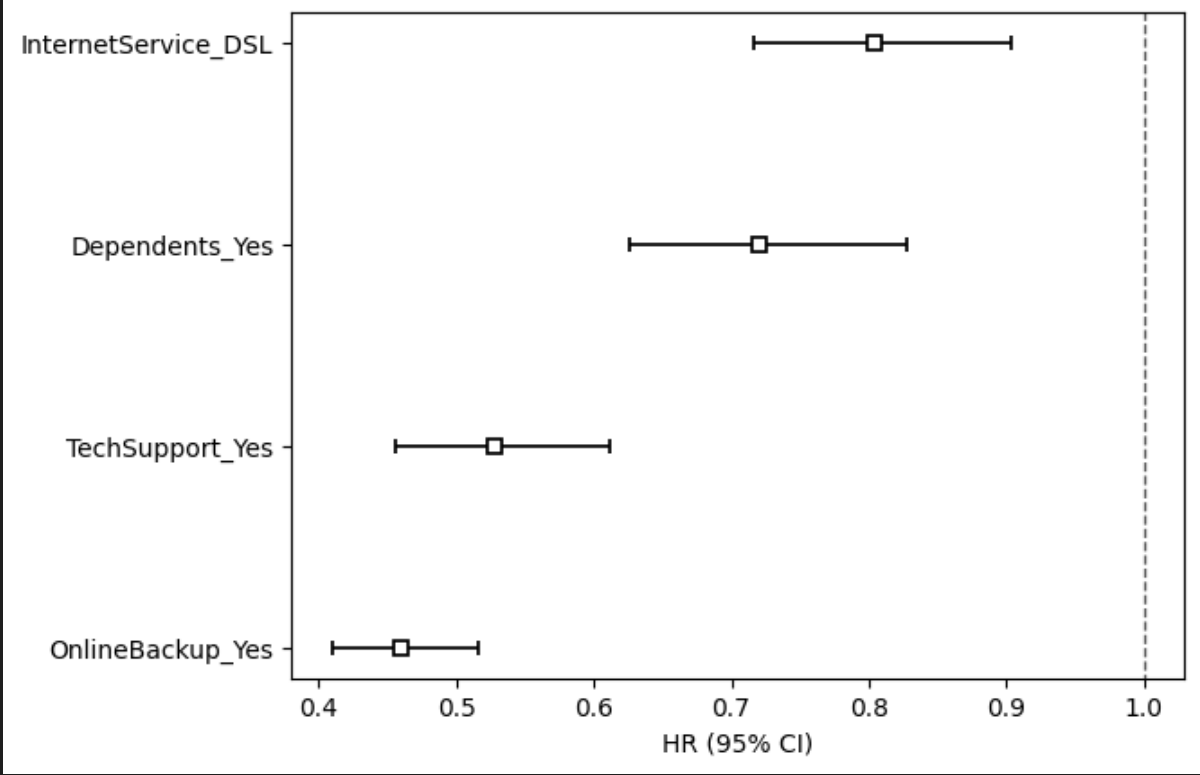 InternetService_DSL
Dependents_Yes
TechSupport_Yes
OnlineBackup_Yes
0.4 0.5 0.6 0.7 0.8 0.9 1.0
HR (95% CI)